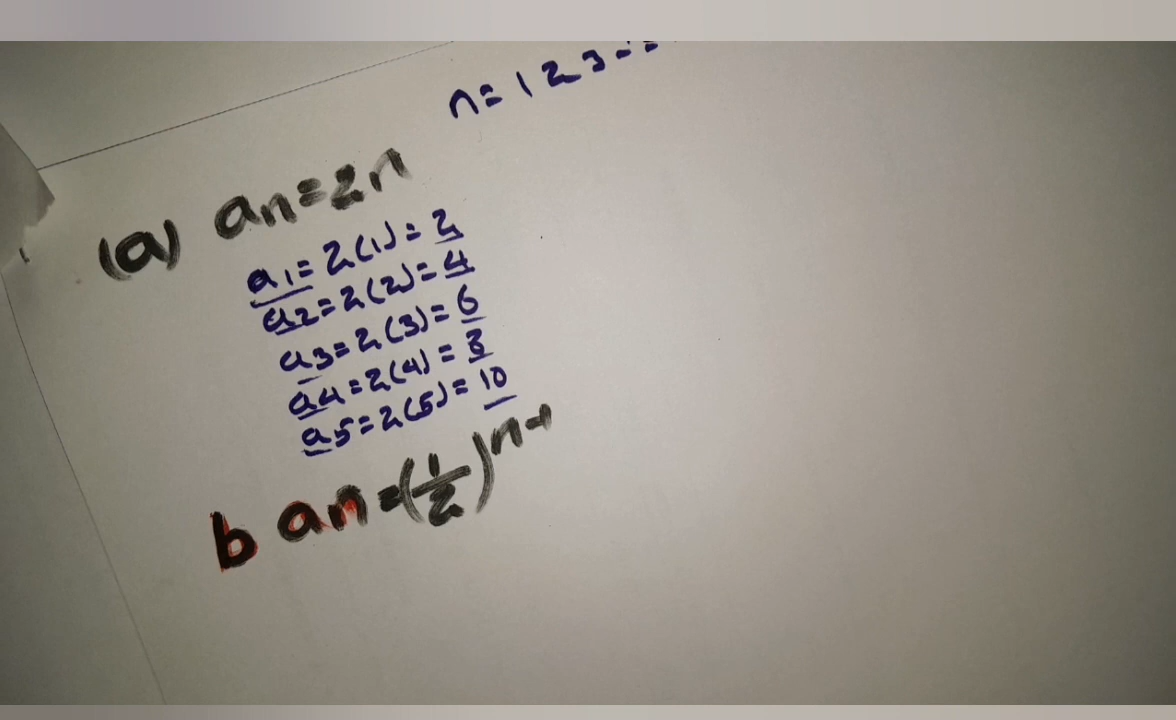 n= 1 2 3 - -
(a) an=2n
a1=2(1)=2
a2=2(2)=4
a3=2(3)=6
a4=2(4)=8
a5=2(5)=10
b an=(1/2)^n-1